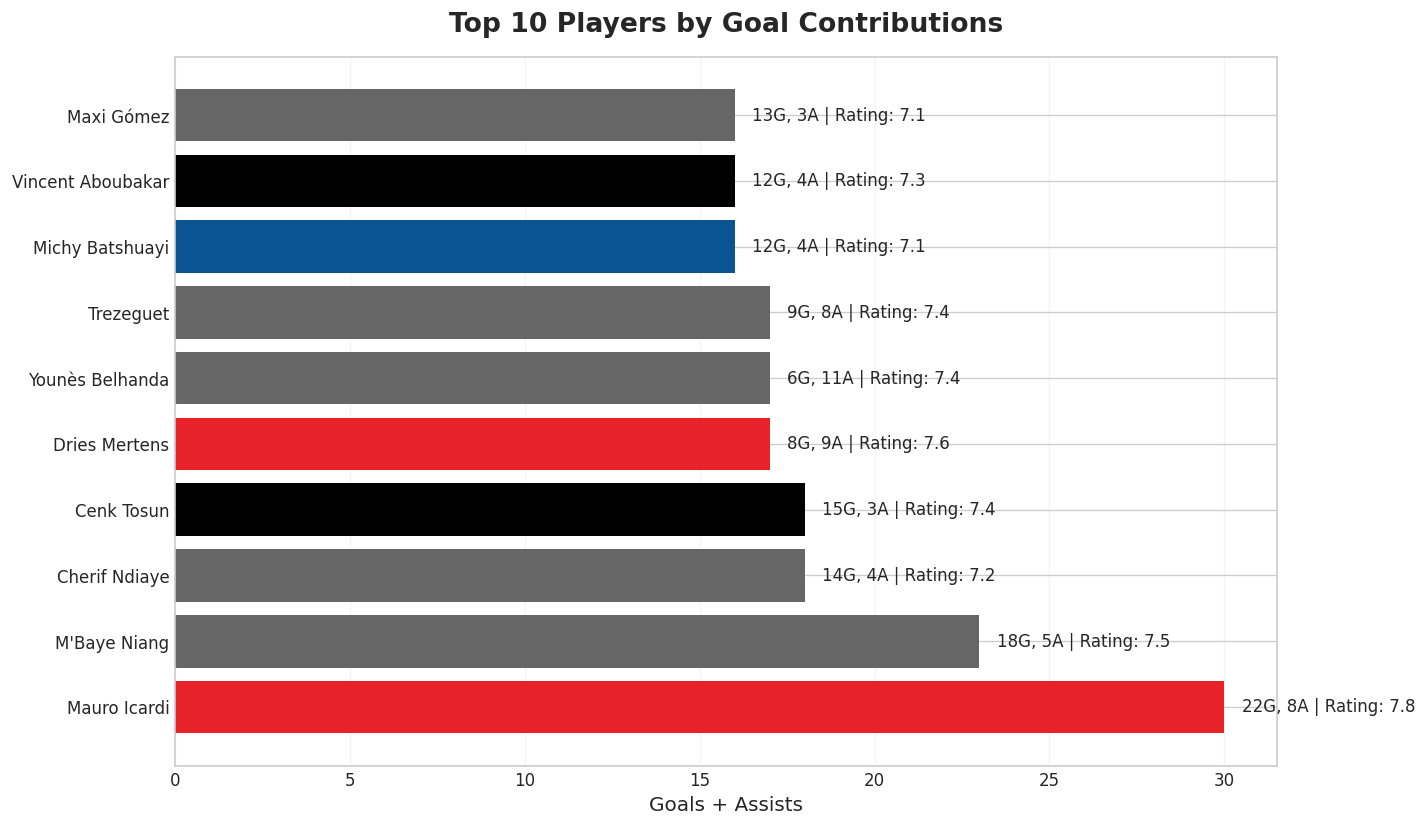 Top 10 Players by Goal Contributions
Maxi Gómez 13G, 3A | Rating: 7.1
Vincent Aboubakar 12G, 4A | Rating: 7.3
Michy Batshuayi 12G, 4A | Rating: 7.1
Trezeguet 9G, 8A | Rating: 7.4
Younès Belhanda 6G, 11A | Rating: 7.4
Dries Mertens 8G, 9A | Rating: 7.6
Cenk Tosun 15G, 3A | Rating: 7.4
Cherif Ndiaye 14G, 4A | Rating: 7.2
M'Baye Niang 18G, 5A | Rating: 7.5
Mauro Icardi 22G, 8A | Rating: 7.8
0 5 10 15 20 25 30
Goals + Assists